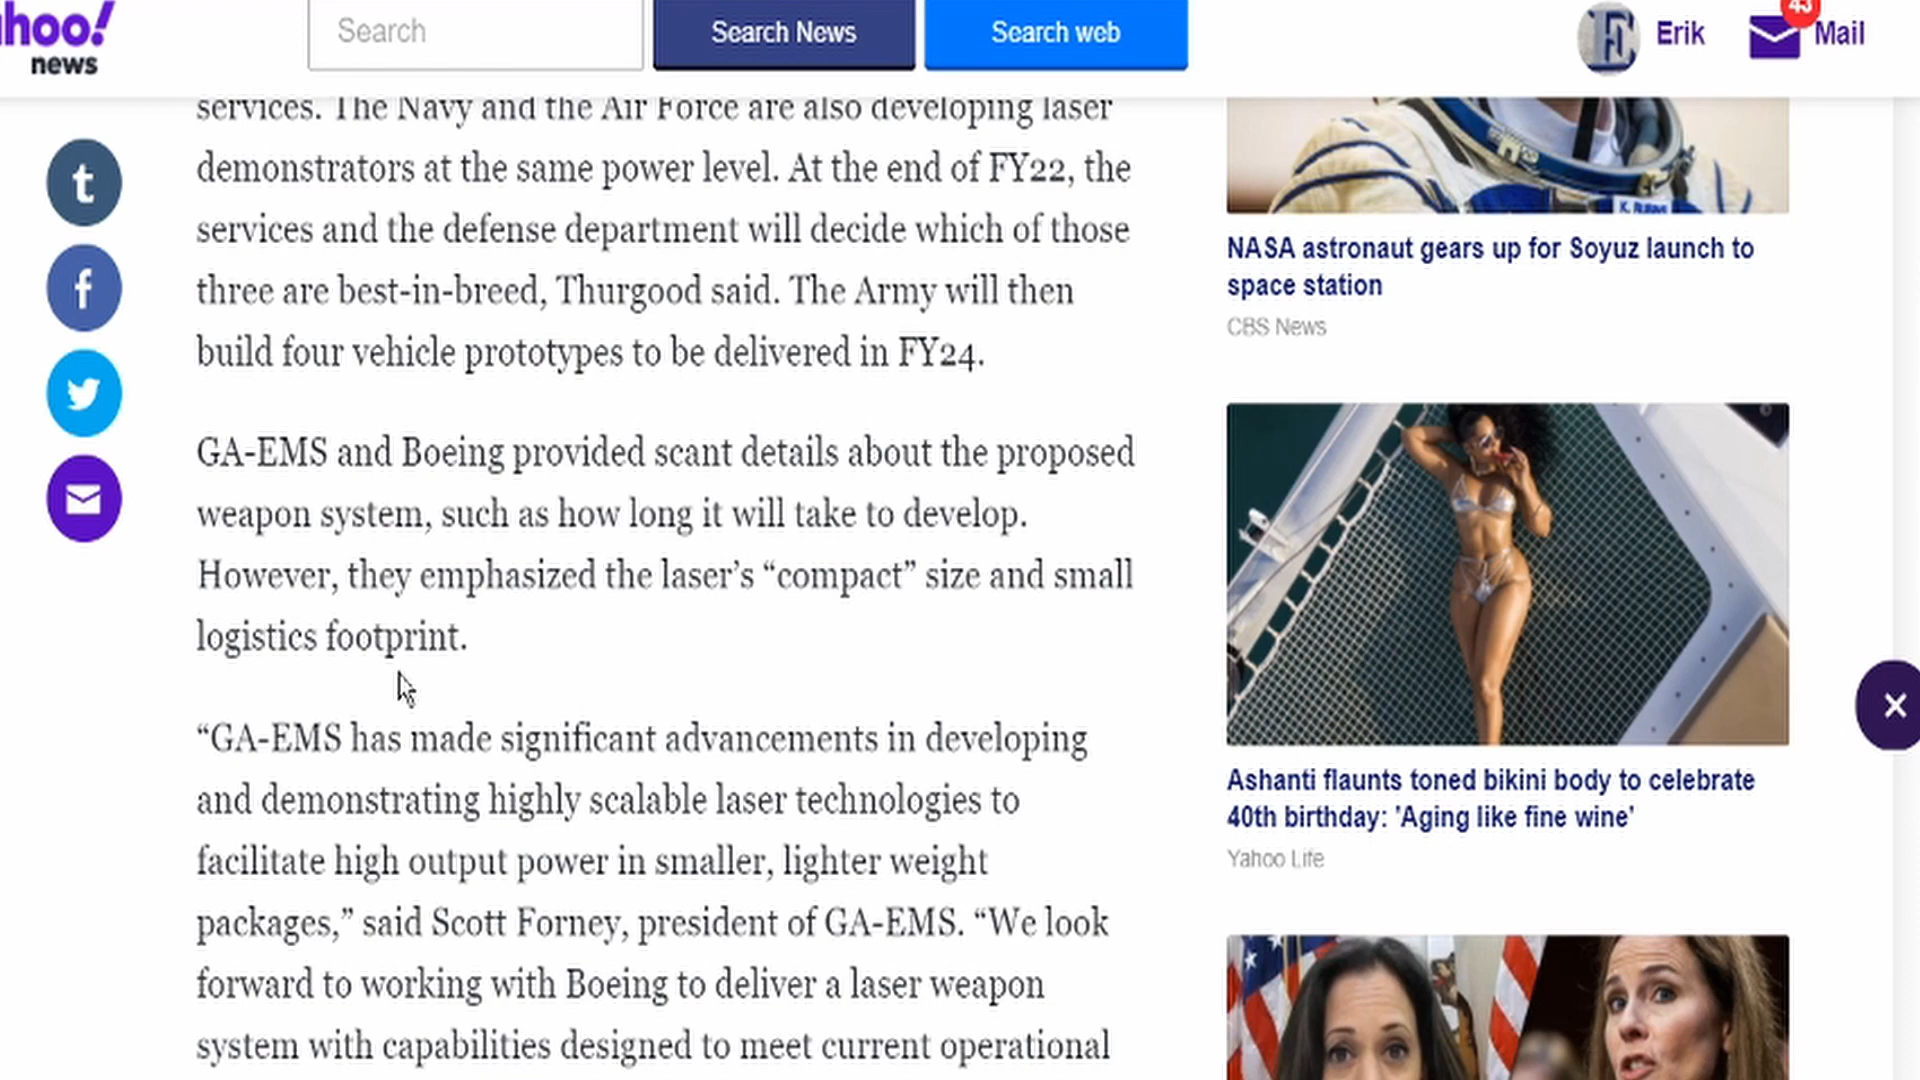 hoo!
news
Search
Search News
Search web
Erik
43
Mail
services. The Navy and the Air Force are also developing laser
demonstrators at the same power level. At the end of FY22, the
services and the defense department will decide which of those
three are best-in-breed, Thurgood said. The Army will then
build four vehicle prototypes to be delivered in FY24.
GA-EMS and Boeing provided scant details about the proposed
weapon system, such as how long it will take to develop.
However, they emphasized the laser’s “compact” size and small
logistics footprint.
“GA-EMS has made significant advancements in developing
and demonstrating highly scalable laser technologies to
facilitate high output power in smaller, lighter weight
packages,” said Scott Forney, president of GA-EMS. “We look
forward to working with Boeing to deliver a laser weapon
system with capabilities designed to meet current operational
NASA astronaut gears up for Soyuz launch to
space station
CBS News
Ashanti flaunts toned bikini body to celebrate
40th birthday: 'Aging like fine wine'
Yahoo Life